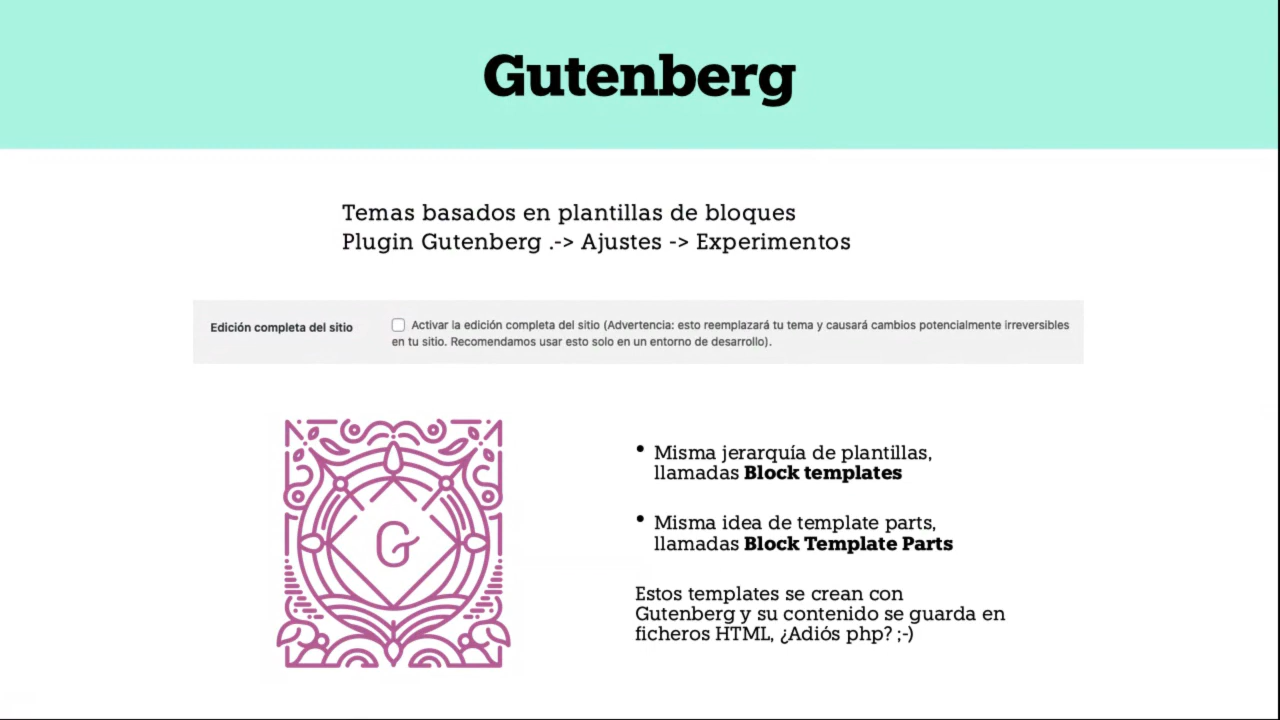 Gutenberg
Temas basados en plantillas de bloques
Plugin Gutenberg .-> Ajustes -> Experimentos
Edición completa del sitio
Activar la edición completa del sitio (Advertencia: esto reemplazará tu tema y causará cambios potencialmente irreversibles
en tu sitio. Recomendamos usar esto solo en un entorno de desarrollo).
G
• Misma jerarquía de plantillas,
llamadas Block templates
• Misma idea de template parts,
llamadas Block Template Parts
Estos templates se crean con
Gutenberg y su contenido se guarda en
ficheros HTML, ¿Adiós php? ;-)